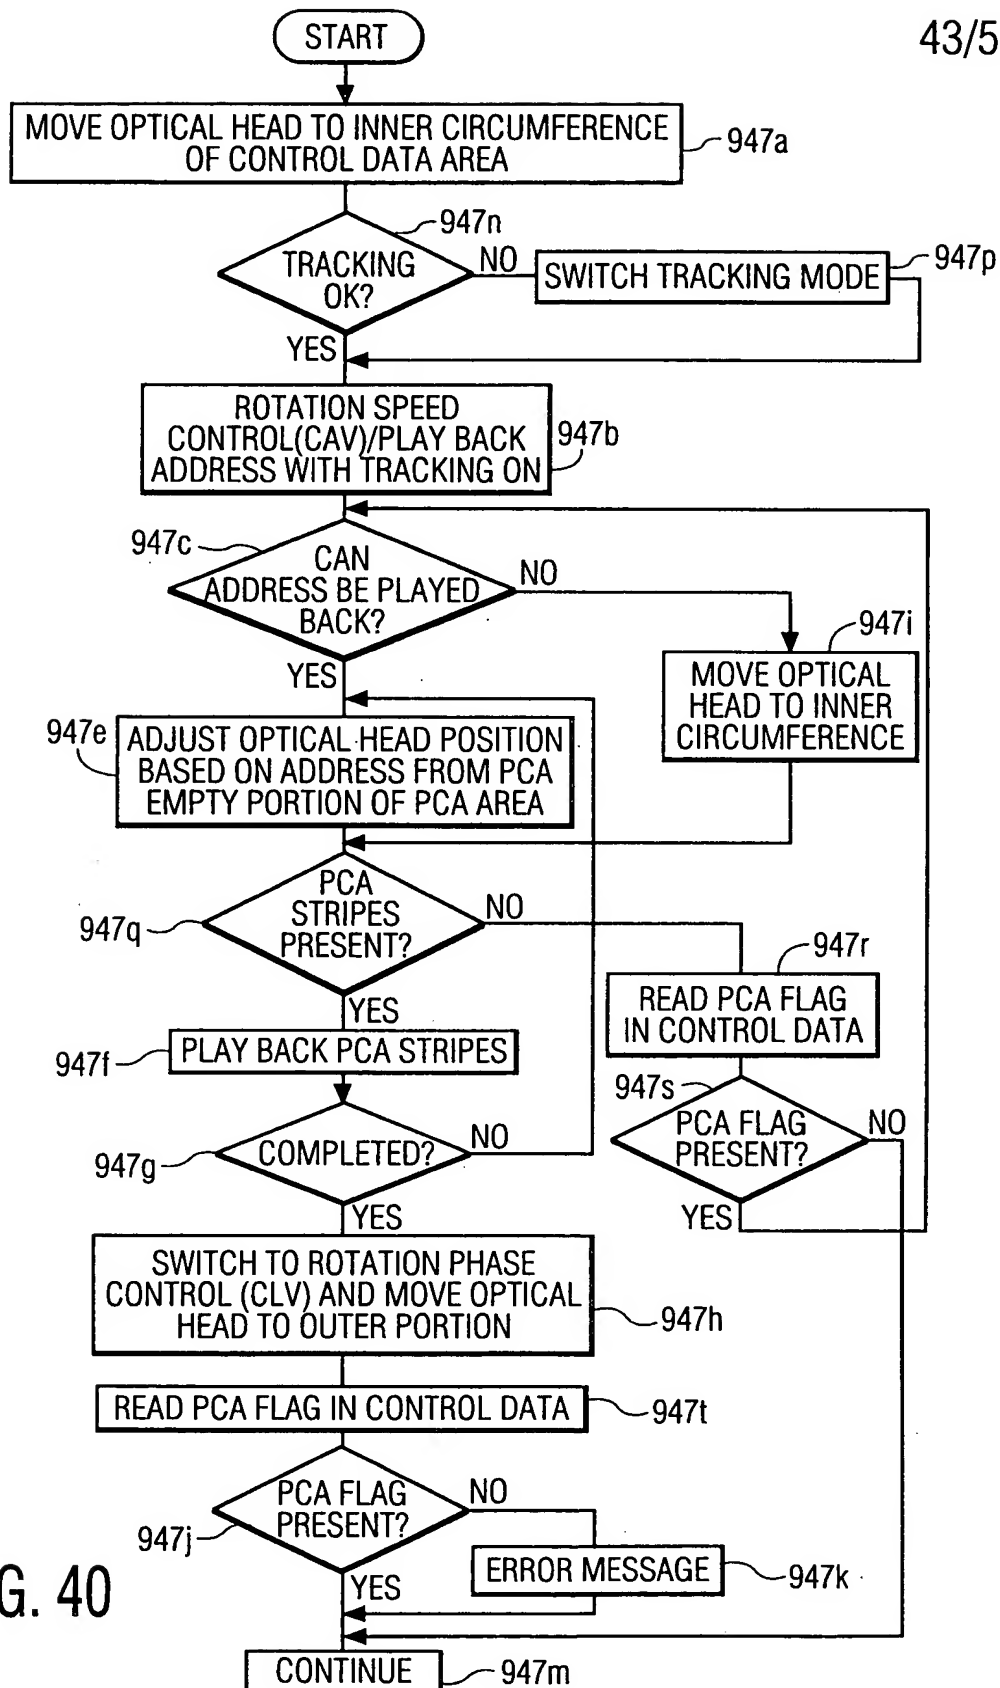 START
43/5
MOVE OPTICAL HEAD TO INNER CIRCUMFERENCE
OF CONTROL DATA AREA
947a
947n
TRACKING
OK?
NO
SWITCH TRACKING MODE
947p
YES
ROTATION SPEED
CONTROL(CAV)/PLAY BACK
ADDRESS WITH TRACKING ON
947b
947c
CAN
ADDRESS BE PLAYED
BACK?
NO
947i
YES
MOVE OPTICAL
HEAD TO INNER
CIRCUMFERENCE
947e
ADJUST OPTICAL HEAD POSITION
BASED ON ADDRESS FROM PCA
EMPTY PORTION OF PCA AREA
PCA
STRIPES
PRESENT?
NO
947q
947r
YES
READ PCA FLAG
IN CONTROL DATA
947f
PLAY BACK PCA STRIPES
947s
PCA FLAG
PRESENT?
NO
COMPLETED?
NO
947g
YES
YES
SWITCH TO ROTATION PHASE
CONTROL (CLV) AND MOVE OPTICAL
HEAD TO OUTER PORTION
947h
READ PCA FLAG IN CONTROL DATA
947t
PCA FLAG
PRESENT?
NO
947j
ERROR MESSAGE
947k
YES
G. 40
CONTINUE
947m